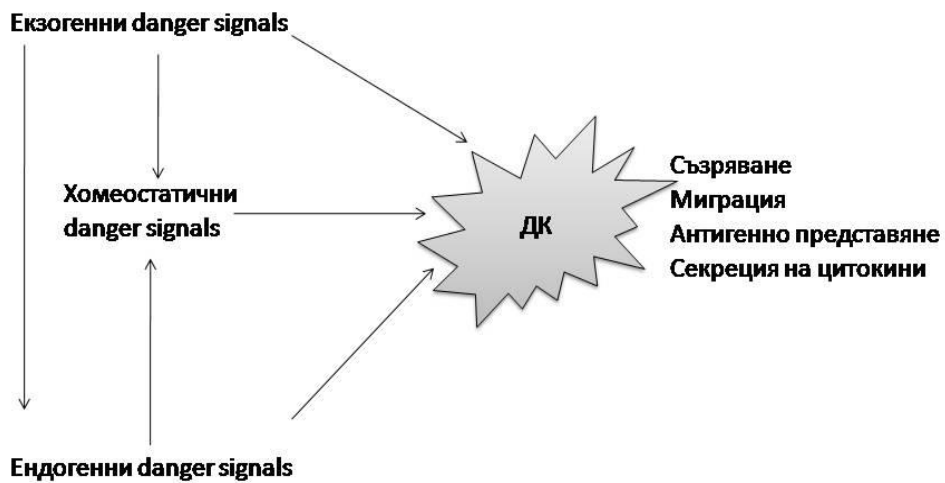 Екзогенни danger signals
Хомеостатични
danger signals
ДК
Съзряване
Миграция
Антигенно представяне
Секреция на цитокини
Ендогенни danger signals